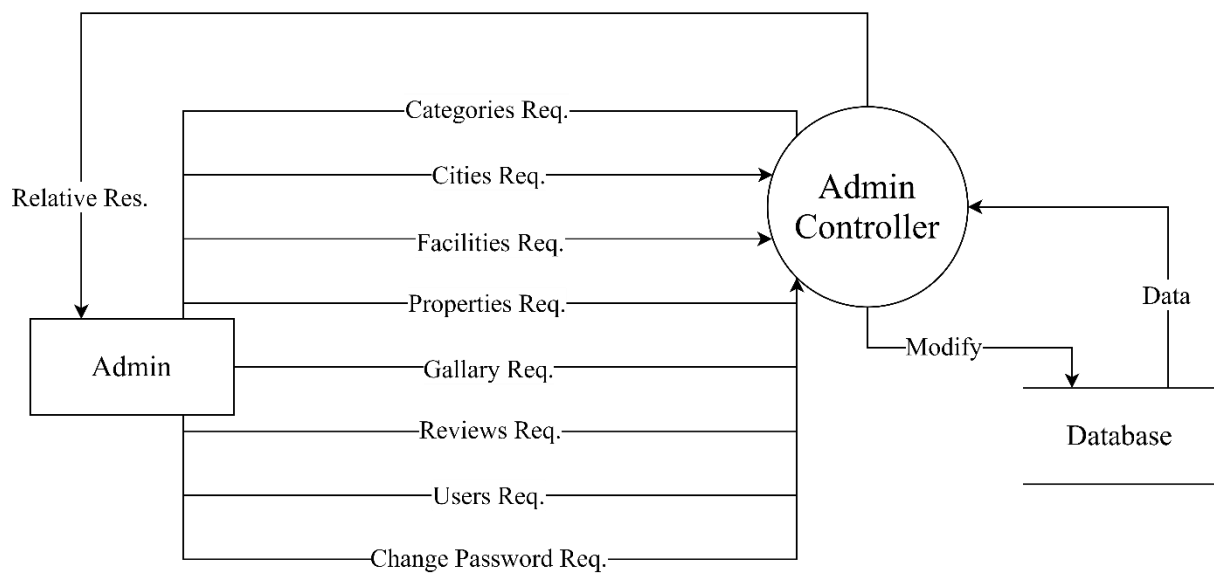 Categories Req.
Cities Req.
Relative Res.
Admin
Controller
Facilities Req.
Properties Req.
Data
Modify
Admin
Gallary Req.
Reviews Req.
Database
Users Req.
Change Password Req.